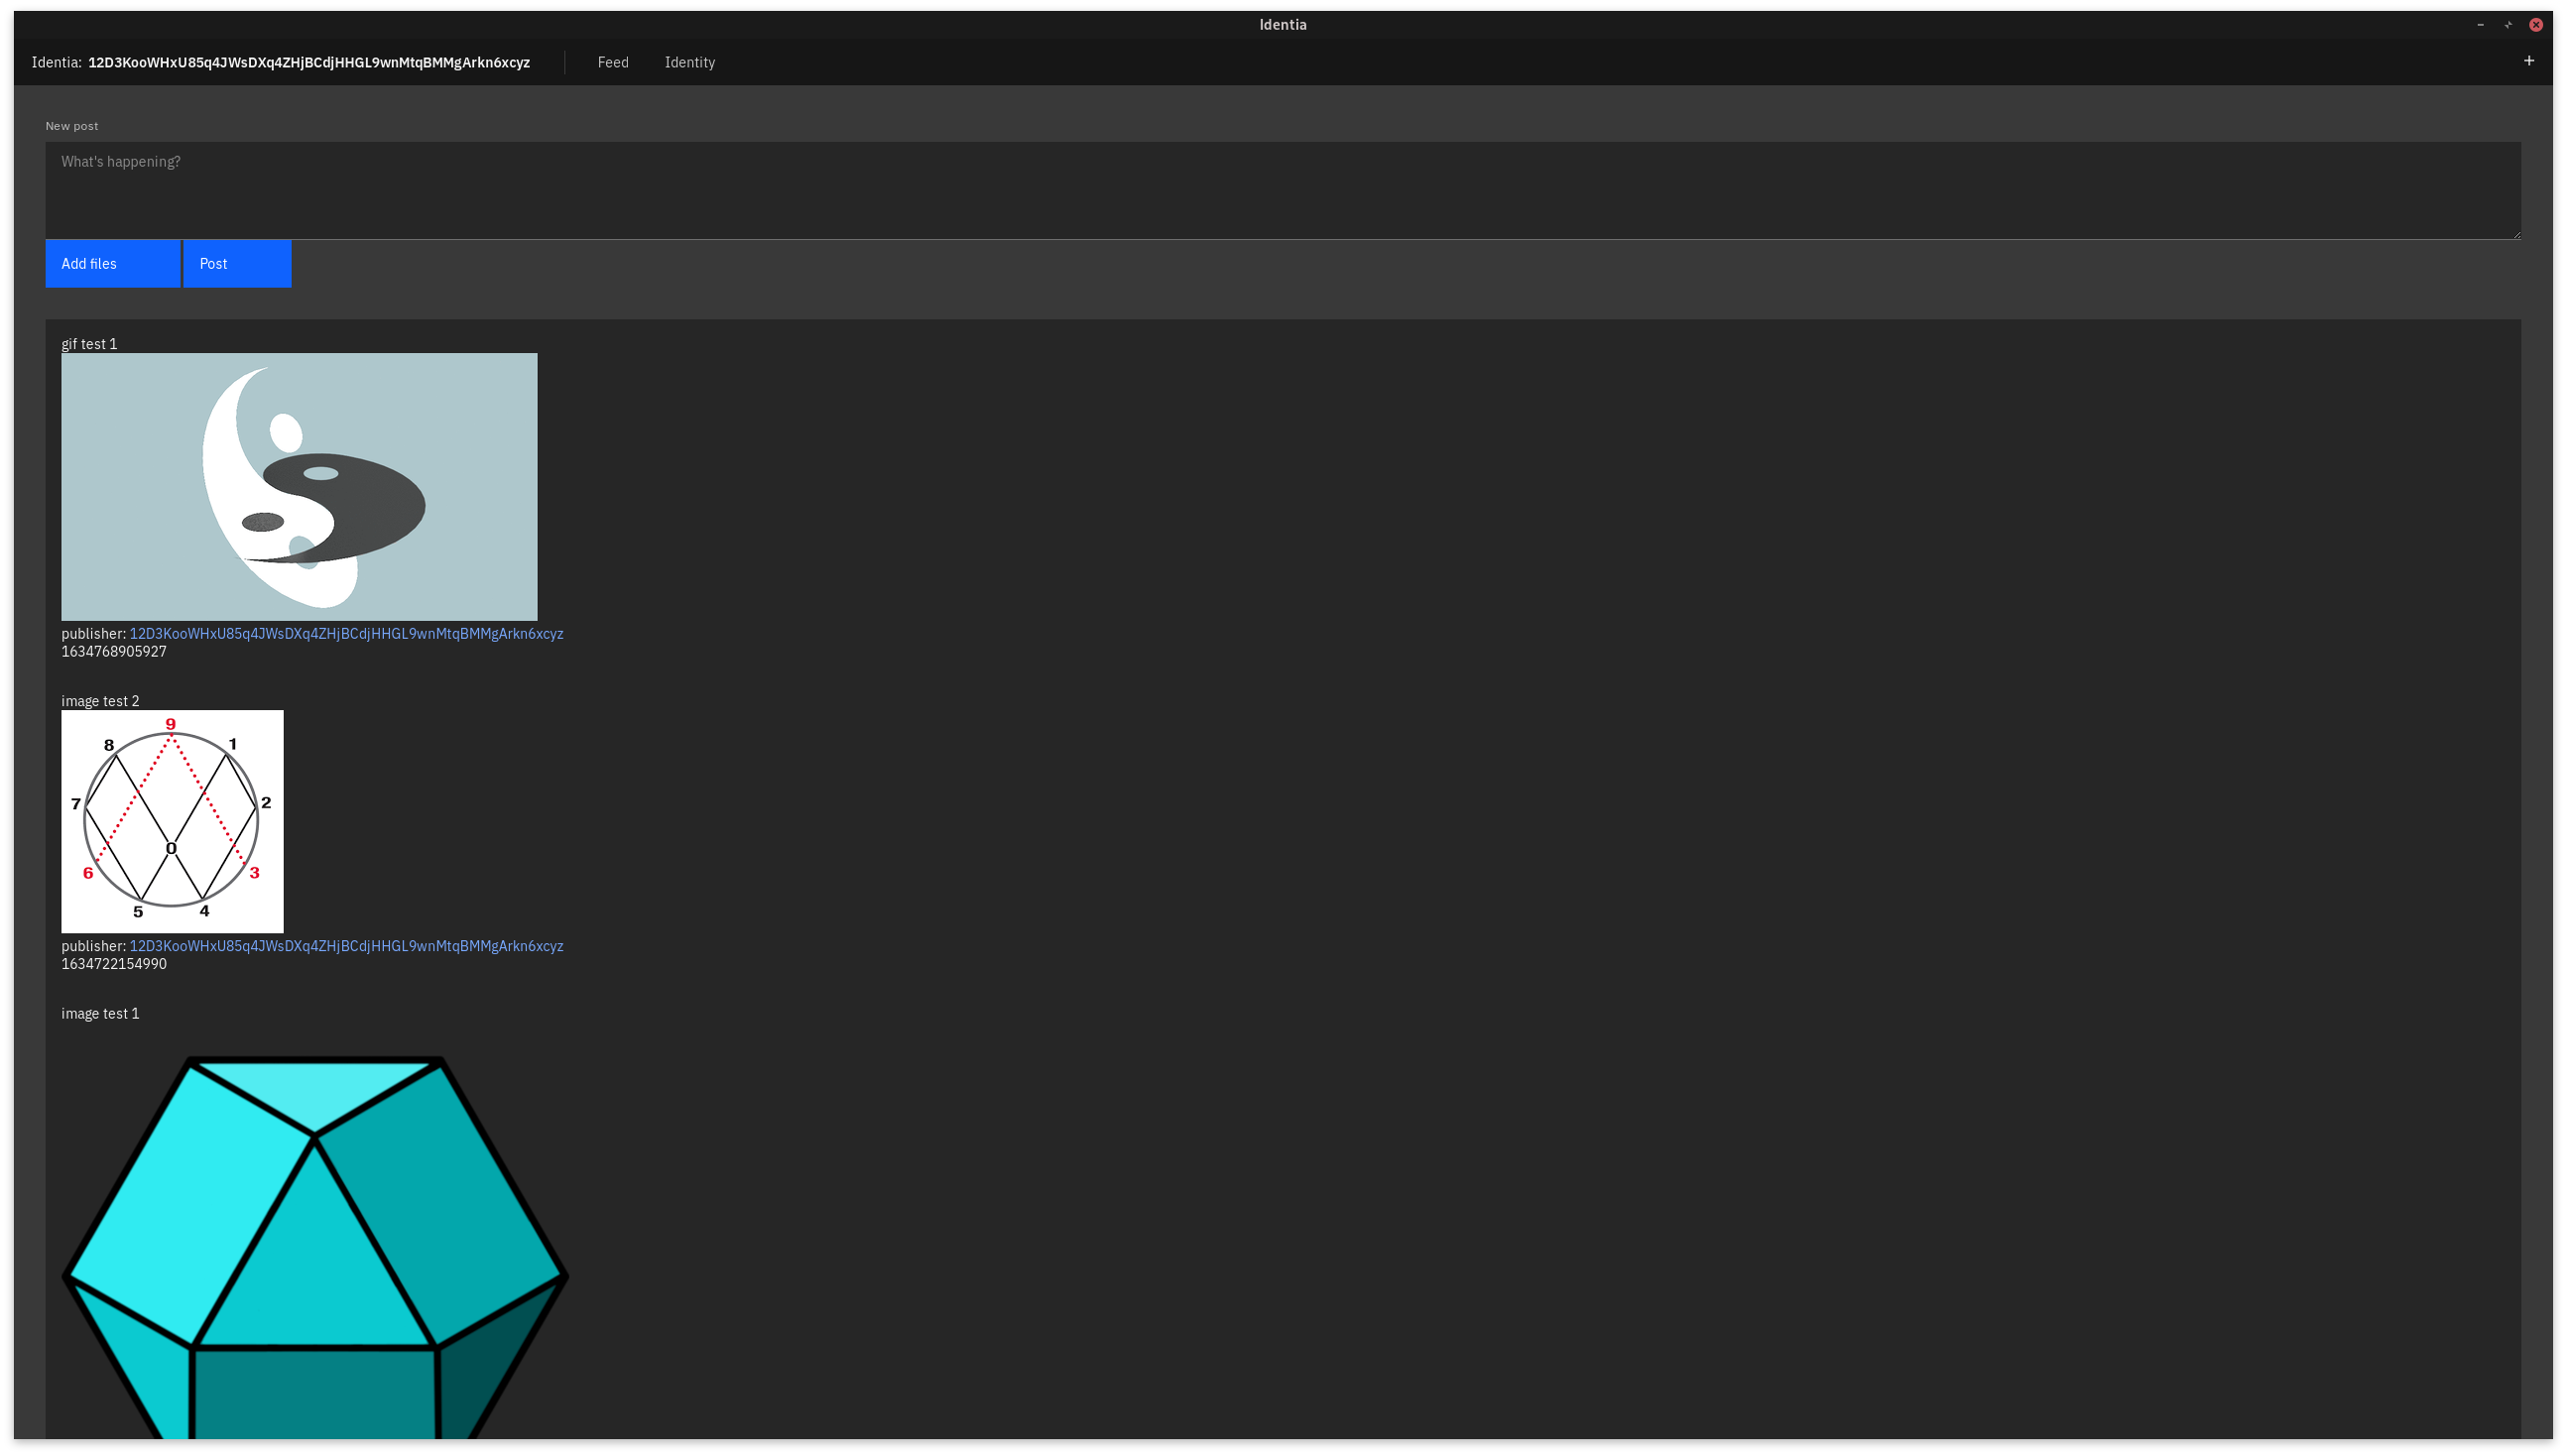 Identia
Identia: 12D3KooWHxU85q4JWsDXq4ZHjBCdjHHGL9wnMtqBMMgArkn6xcyz Feed Identity +
New post
What's happening?
Add files Post
gif test 1
publisher: 12D3KooWHxU85q4JWsDXq4ZHjBCdjHHGL9wnMtqBMMgArkn6xcyz
1634768905927
image test 2
9
8 1
7 2
0
6 3
5 4
publisher: 12D3KooWHxU85q4JWsDXq4ZHjBCdjHHGL9wnMtqBMMgArkn6xcyz
1634722154990
image test 1